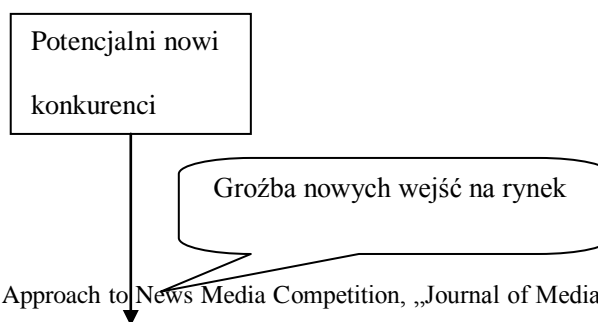 Potencjalni nowi
konkurenci
Groźba nowych wejść na rynek
Approach to News Media Competition, „Journal of Media